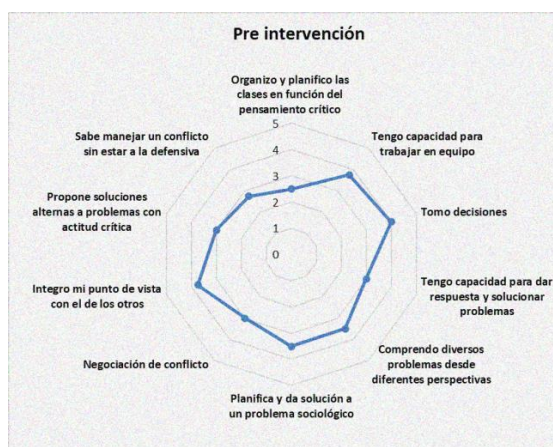 Pre intervención
Organizo y planifico las
clases en función del
pensamiento crítico
5
4
3
2
1
0
Tengo capacidad para
trabajar en equipo
Tomo decisiones
Tengo capacidad para dar
respuesta y solucionar
problemas
Comprendo diversos
problemas desde
diferentes perspectivas
Planifica y da solución a
un problema sociológico
Negociación de conflicto
Integro mi punto de vista
con el de los otros
Propone soluciones
alternas a problemas con
actitud crítica
Sabe manejar un conflicto
sin estar a la defensiva